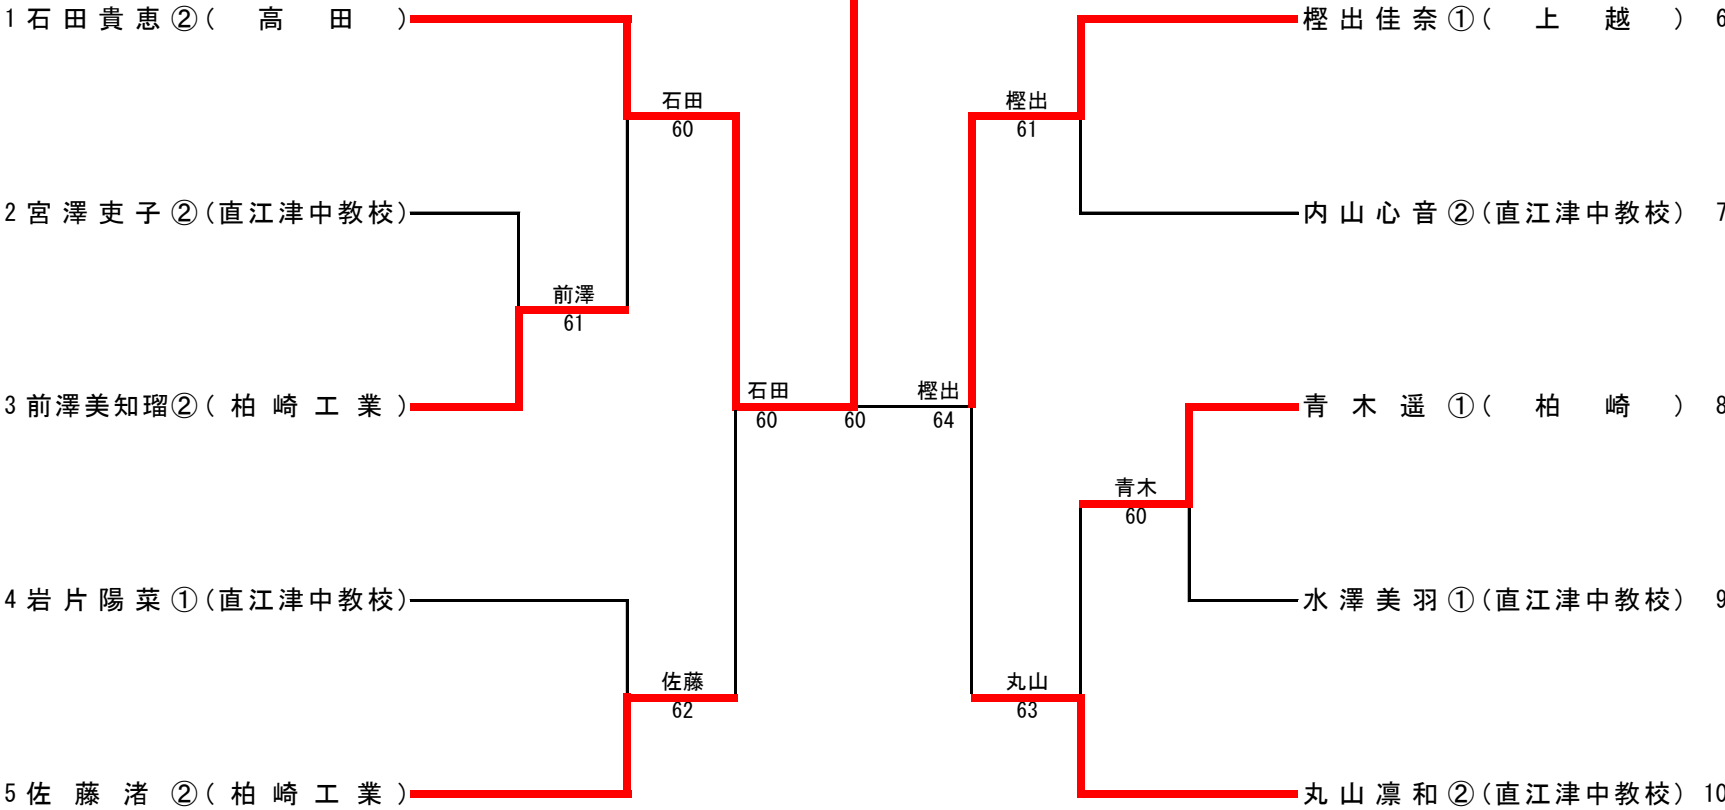 1 石田貴恵②(高田)
樫出佳奈①(上越) 6
石田
60
樫出
61
2 宮澤吏子②(直江津中教校)
内山心音②(直江津中教校) 7
前澤
61
3 前澤美知瑠②(柏崎工業)
石田
60
60
樫出
64
青木遥①(柏崎) 8
青木
60
4 岩片陽菜①(直江津中教校)
水澤美羽①(直江津中教校) 9
佐藤
62
丸山
63
5 佐藤渚②(柏崎工業)
丸山凛和②(直江津中教校) 10